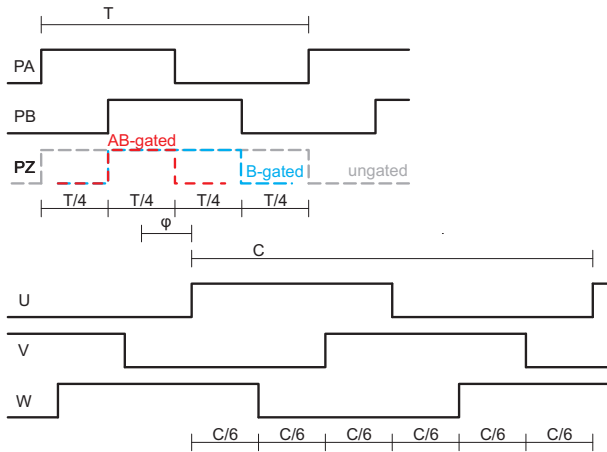 T
PA
PB
AB-gated
PZ
B-gated
ungated
T/4 T/4 T/4 T/4
φ
C
U
V
W
C/6 C/6 C/6 C/6 C/6 C/6